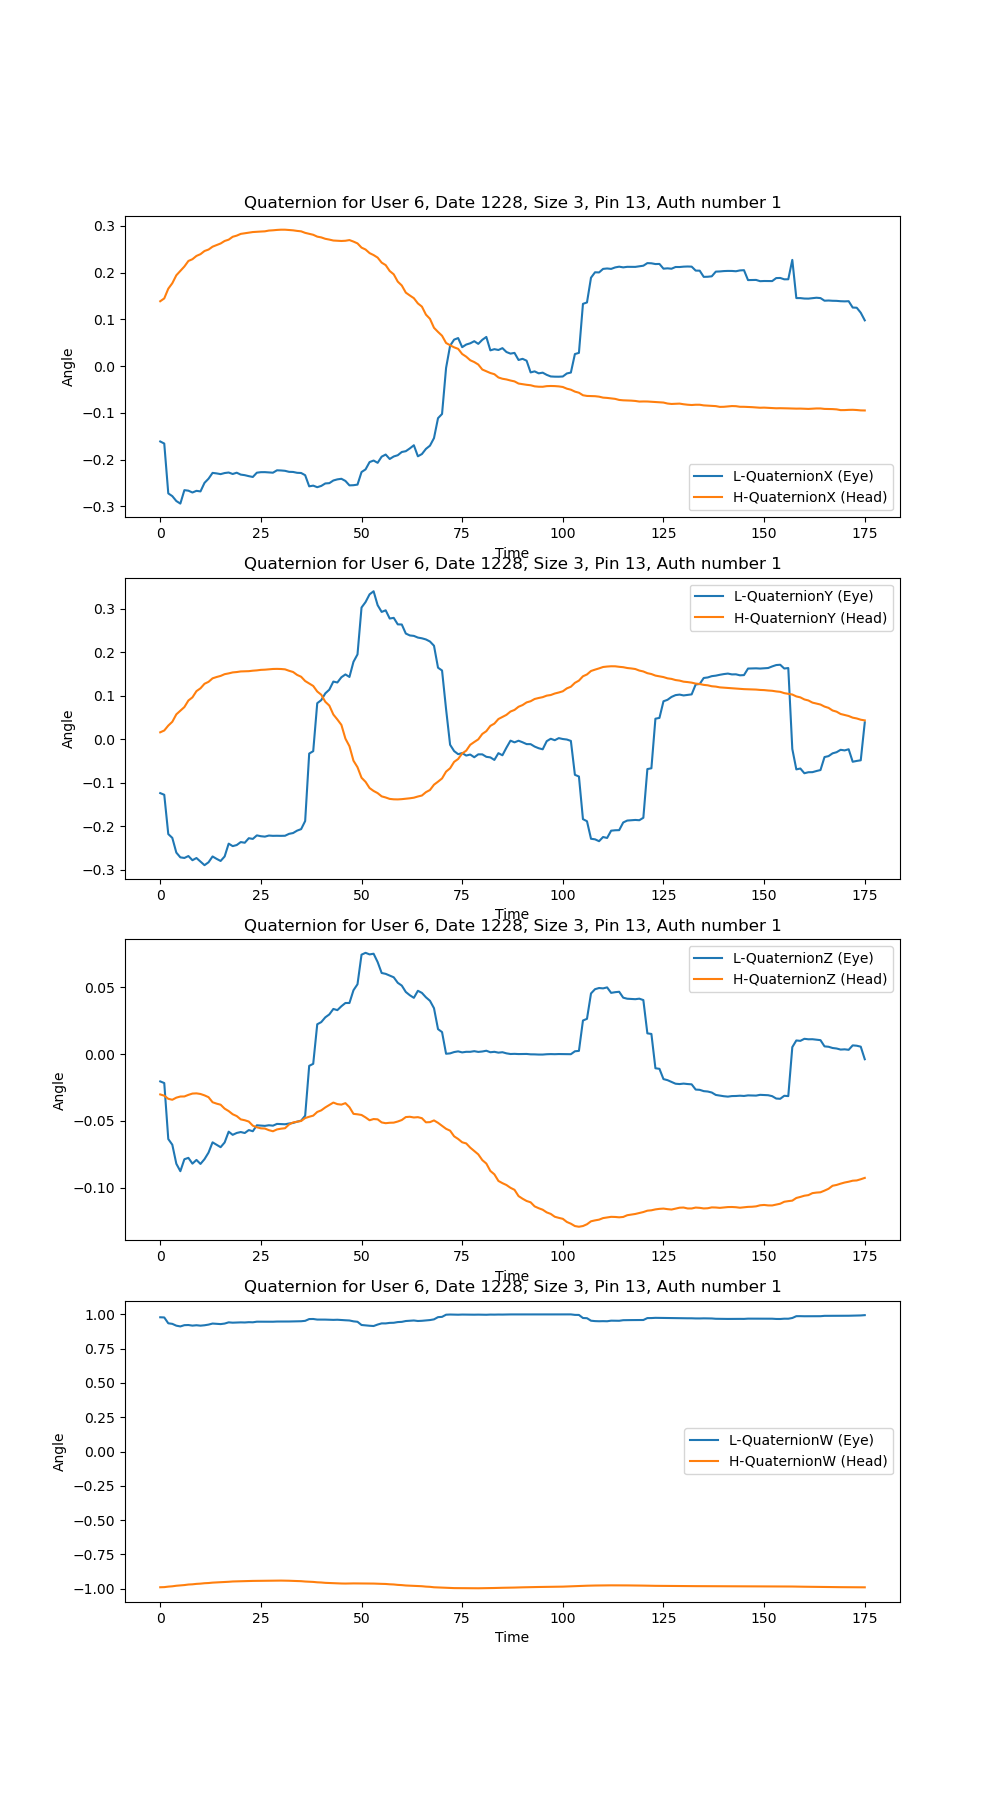 Quaternion for User 6, Date 1228, Size 3, Pin 13, Auth number 1
0.3
0.2
0.1
0.0
−0.1
−0.2
−0.3
Angle
L-QuaternionX (Eye)
H-QuaternionX (Head)
0 25 50 75 100 125 150 175
Time
Quaternion for User 6, Date 1228, Size 3, Pin 13, Auth number 1
0.3
0.2
0.1
0.0
−0.1
−0.2
−0.3
Angle
L-QuaternionY (Eye)
H-QuaternionY (Head)
0 25 50 75 100 125 150 175
Time
Quaternion for User 6, Date 1228, Size 3, Pin 13, Auth number 1
0.05
0.00
−0.05
−0.10
Angle
L-QuaternionZ (Eye)
H-QuaternionZ (Head)
0 25 50 75 100 125 150 175
Time
Quaternion for User 6, Date 1228, Size 3, Pin 13, Auth number 1
1.00
0.75
0.50
0.25
0.00
−0.25
−0.50
−0.75
−1.00
Angle
L-QuaternionW (Eye)
H-QuaternionW (Head)
0 25 50 75 100 125 150 175
Time